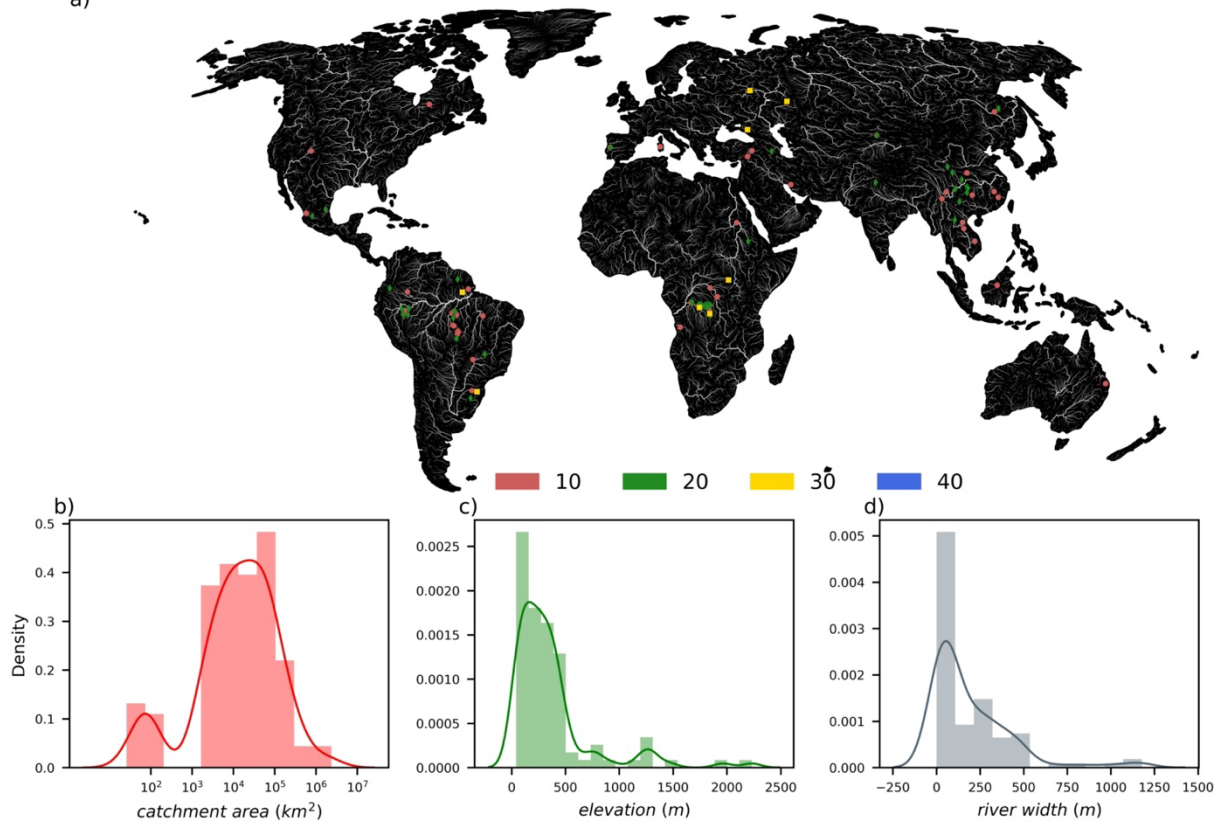 a)
10 20 30 40
b) c) d)
0.5
0.4
0.3
0.2
0.1
0.0
Density
10² 10³ 10⁴ 10⁵ 10⁶ 10⁷
catchment area (km²)
0.0025
0.0020
0.0015
0.0010
0.0005
0.0000
0 500 1000 1500 2000 2500
elevation (m)
0.005
0.004
0.003
0.002
0.001
0.000
−250 0 250 500 750 1000 1250 1500
river width (m)